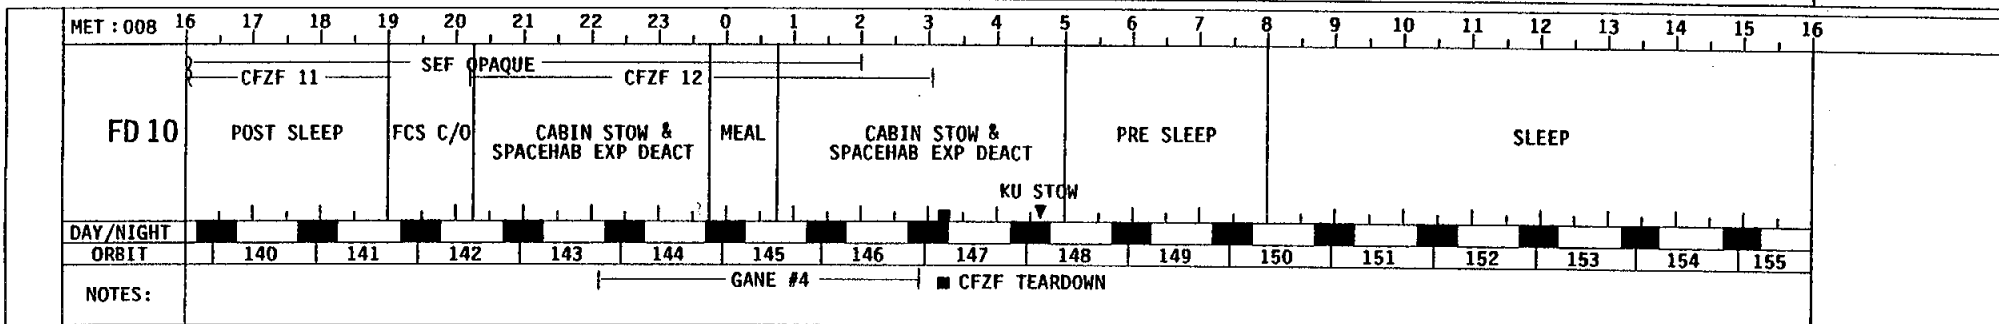 MET : 008 16 17 18 19 20 21 22 23 0 1 2 3 4 5 6 7 8 9 10 11 12 13 14 15 16
SEF OPAQUE
CFZF 11 CFZF 12
FD 10 POST SLEEP FCS C/O CABIN STOW & MEAL CABIN STOW & PRE SLEEP SLEEP
SPACEHAB EXP DEACT SPACEHAB EXP DEACT
KU STOW
DAY/NIGHT
ORBIT 140 141 142 143 144 145 146 147 148 149 150 151 152 153 154 155
GANE #4 CFZF TEARDOWN
NOTES: